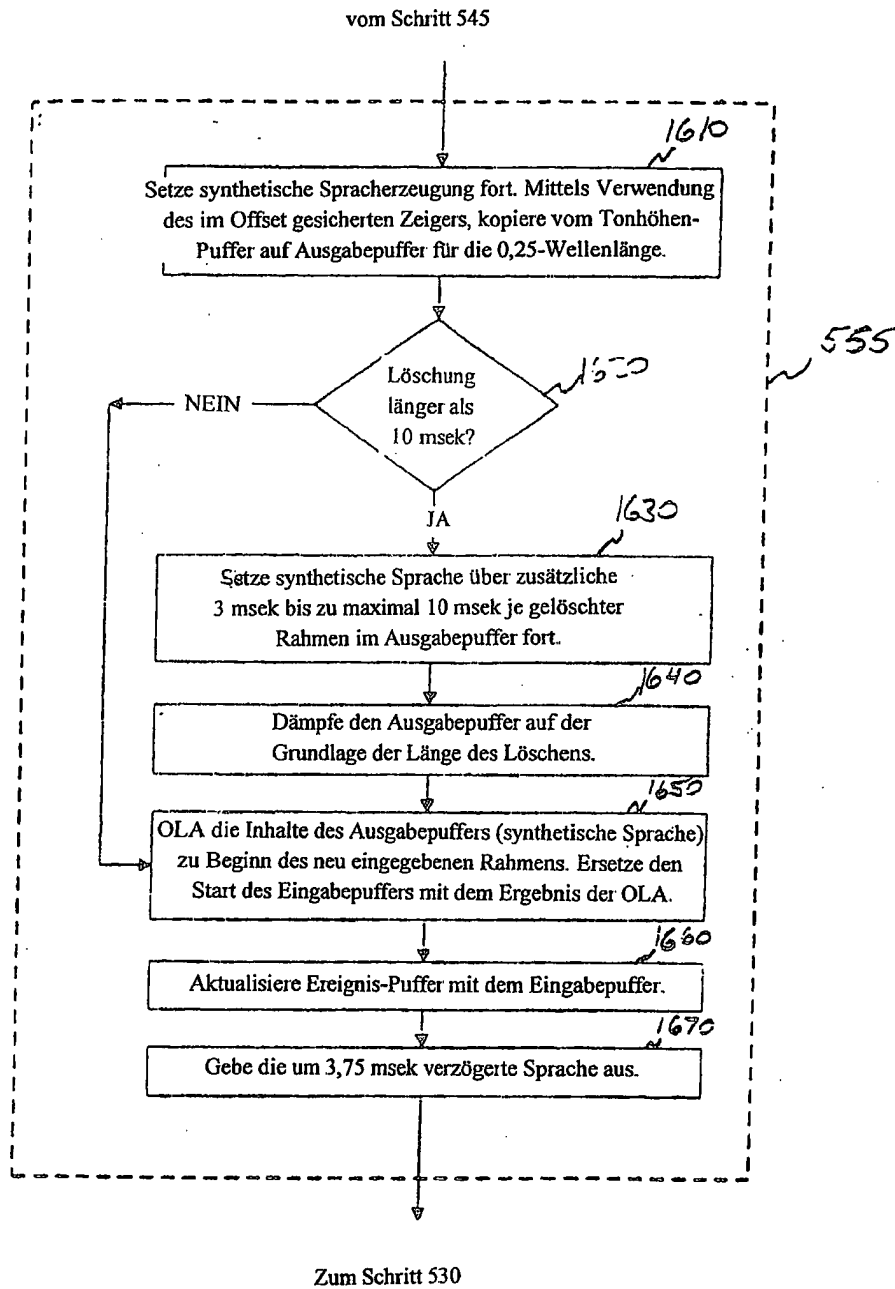 vom Schritt 545
1610
Setze synthetische Spracherzeugung fort. Mittels Verwendung
des im Offset gesicherten Zeigers, kopiere vom Tonhöhen-
Puffer auf Ausgabepuffer für die 0,25-Wellenlänge.
555
1620
Löschung
länger als
10 msek?
NEIN
JA
1630
Setze synthetische Sprache über zusätzliche
3 msek bis zu maximal 10 msek je gelöschter
Rahmen im Ausgabepuffer fort.
1640
Dämpfe den Ausgabepuffer auf der
Grundlage der Länge des Löschens.
1650
OLA die Inhalte des Ausgabepuffers (synthetische Sprache)
zu Beginn des neu eingegebenen Rahmens. Ersetze den
Start des Eingabepuffers mit dem Ergebnis der OLA.
1660
Aktualisiere Ereignis-Puffer mit dem Eingabepuffer.
1670
Gebe die um 3,75 msek verzögerte Sprache aus.
Zum Schritt 530